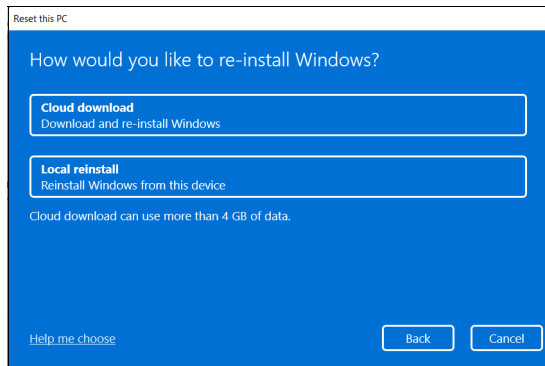 Reset this PC
How would you like to re-install Windows?
Cloud download
Download and re-install Windows
Local reinstall
Reinstall Windows from this device
Cloud download can use more than 4 GB of data.
Help me choose
Back
Cancel